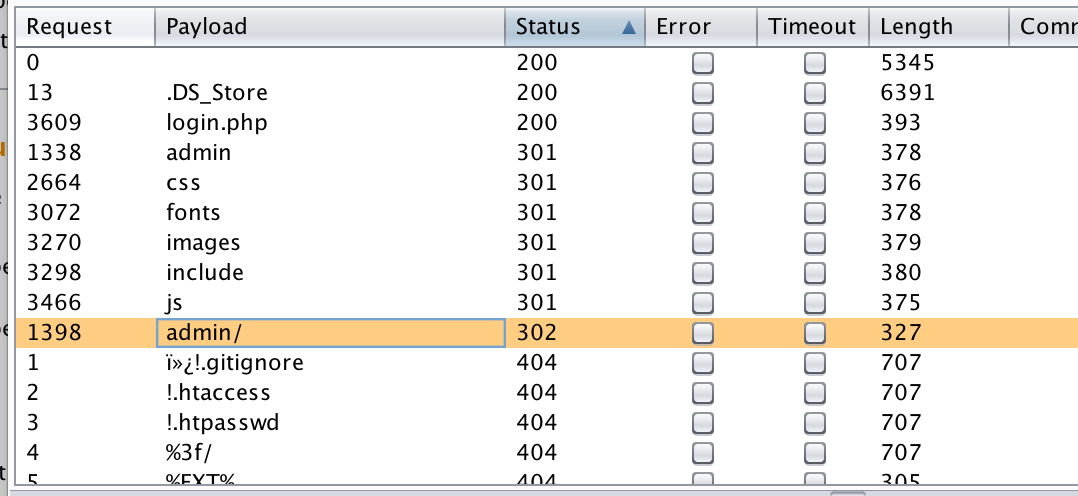 Request Payload Status Error Timeout Length
0 200 5345
13 .DS_Store 200 6391
3609 login.php 200 393
1338 admin 301 378
2664 css 301 376
3072 fonts 301 378
3270 images 301 379
3298 include 301 380
3466 js 301 375
1398 admin/ 302 327
1 ï»¿!.gitignore 404 707
2 !.htaccess 404 707
3 !.htpasswd 404 707
4 %3f/ 404 707
5 %EXT% 404 305